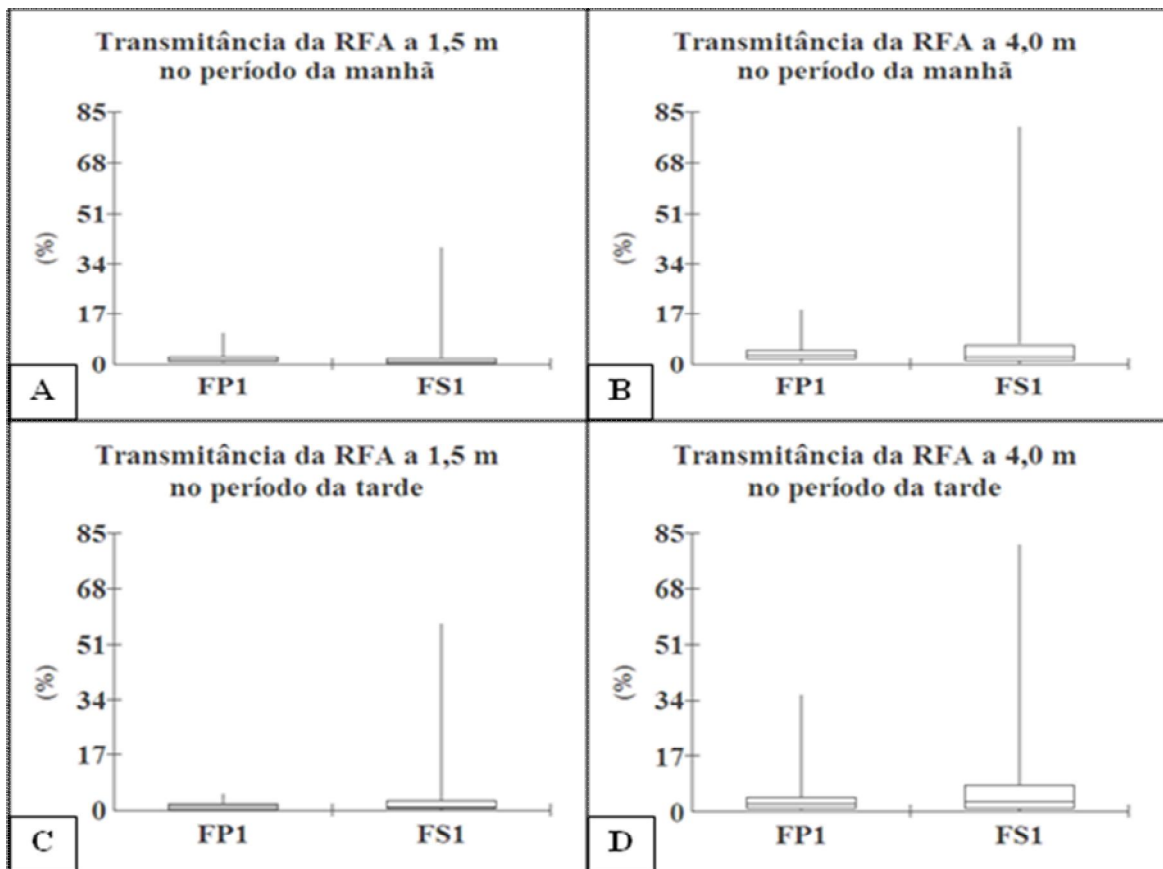 Transmitância da RFA a 1,5 m
no período da manhã
85
68
51
34
17
0
(%)
FP1 FS1
A
Transmitância da RFA a 4,0 m
no período da manhã
85
68
51
34
17
0
(%)
FP1 FS1
B
Transmitância da RFA a 1,5 m
no período da tarde
85
68
51
34
17
0
(%)
FP1 FS1
C
Transmitância da RFA a 4,0 m
no período da tarde
85
68
51
34
17
0
(%)
FP1 FS1
D